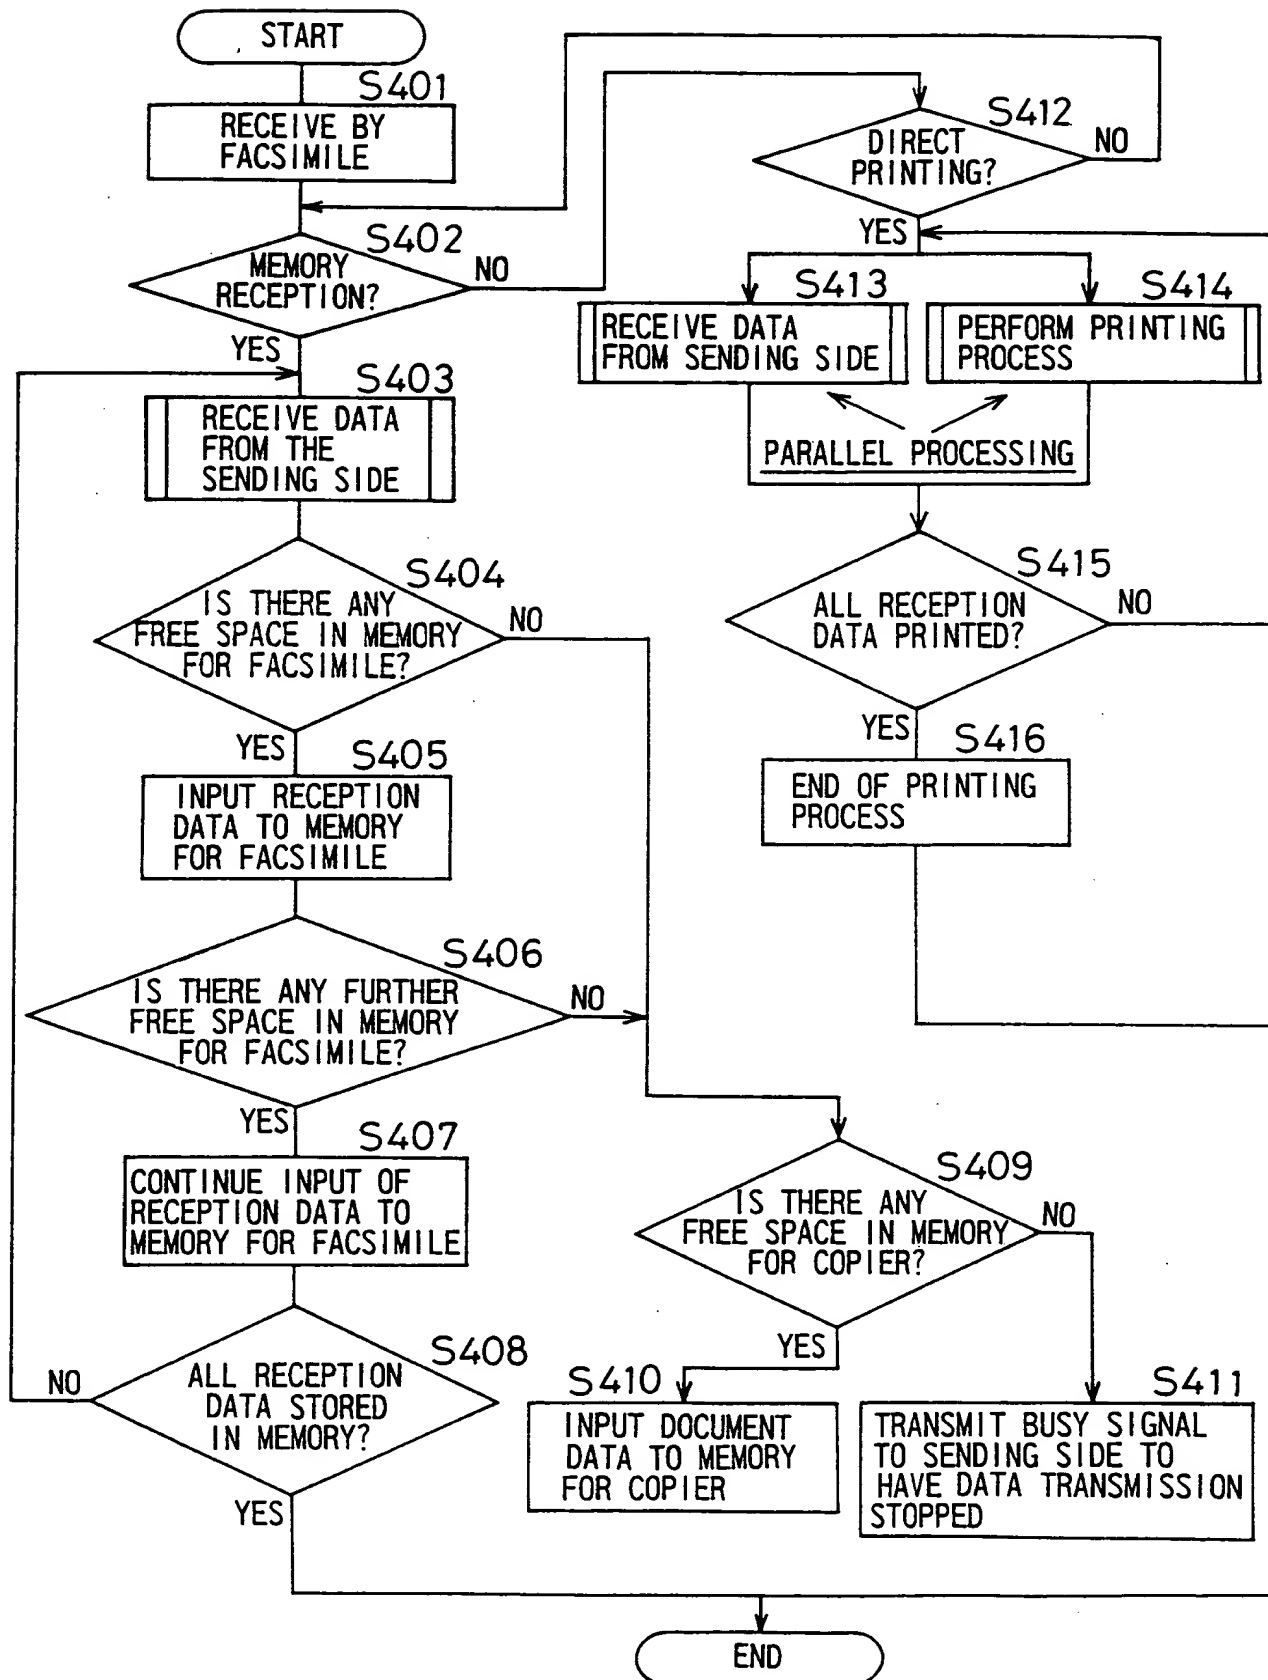 START
S401
RECEIVE BY
FACSIMILE
S402
MEMORY
RECEPTION?
NO
YES
S403
RECEIVE DATA
FROM THE
SENDING SIDE
S404
IS THERE ANY
FREE SPACE IN MEMORY
FOR FACSIMILE?
NO
YES
S405
INPUT RECEPTION
DATA TO MEMORY
FOR FACSIMILE
S406
IS THERE ANY FURTHER
FREE SPACE IN MEMORY
FOR FACSIMILE?
NO
YES
S407
CONTINUE INPUT OF
RECEPTION DATA TO
MEMORY FOR FACSIMILE
S408
ALL RECEPTION
DATA STORED
IN MEMORY?
NO
YES
S409
IS THERE ANY
FREE SPACE IN MEMORY
FOR COPIER?
NO
YES
S410
INPUT DOCUMENT
DATA TO MEMORY
FOR COPIER
S411
TRANSMIT BUSY SIGNAL
TO SENDING SIDE TO
HAVE DATA TRANSMISSION
STOPPED
S412
DIRECT
PRINTING?
NO
YES
S413
RECEIVE DATA
FROM SENDING SIDE
S414
PERFORM PRINTING
PROCESS
PARALLEL PROCESSING
S415
ALL RECEPTION
DATA PRINTED?
NO
YES
S416
END OF PRINTING
PROCESS
END